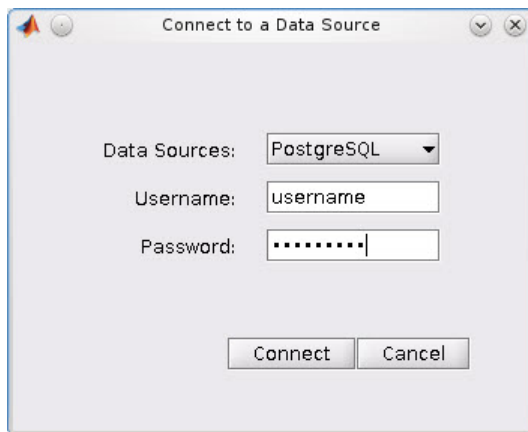 Connect to a Data Source
Data Sources: PostgreSQL
Username: username
Password: •••••••••
Connect Cancel